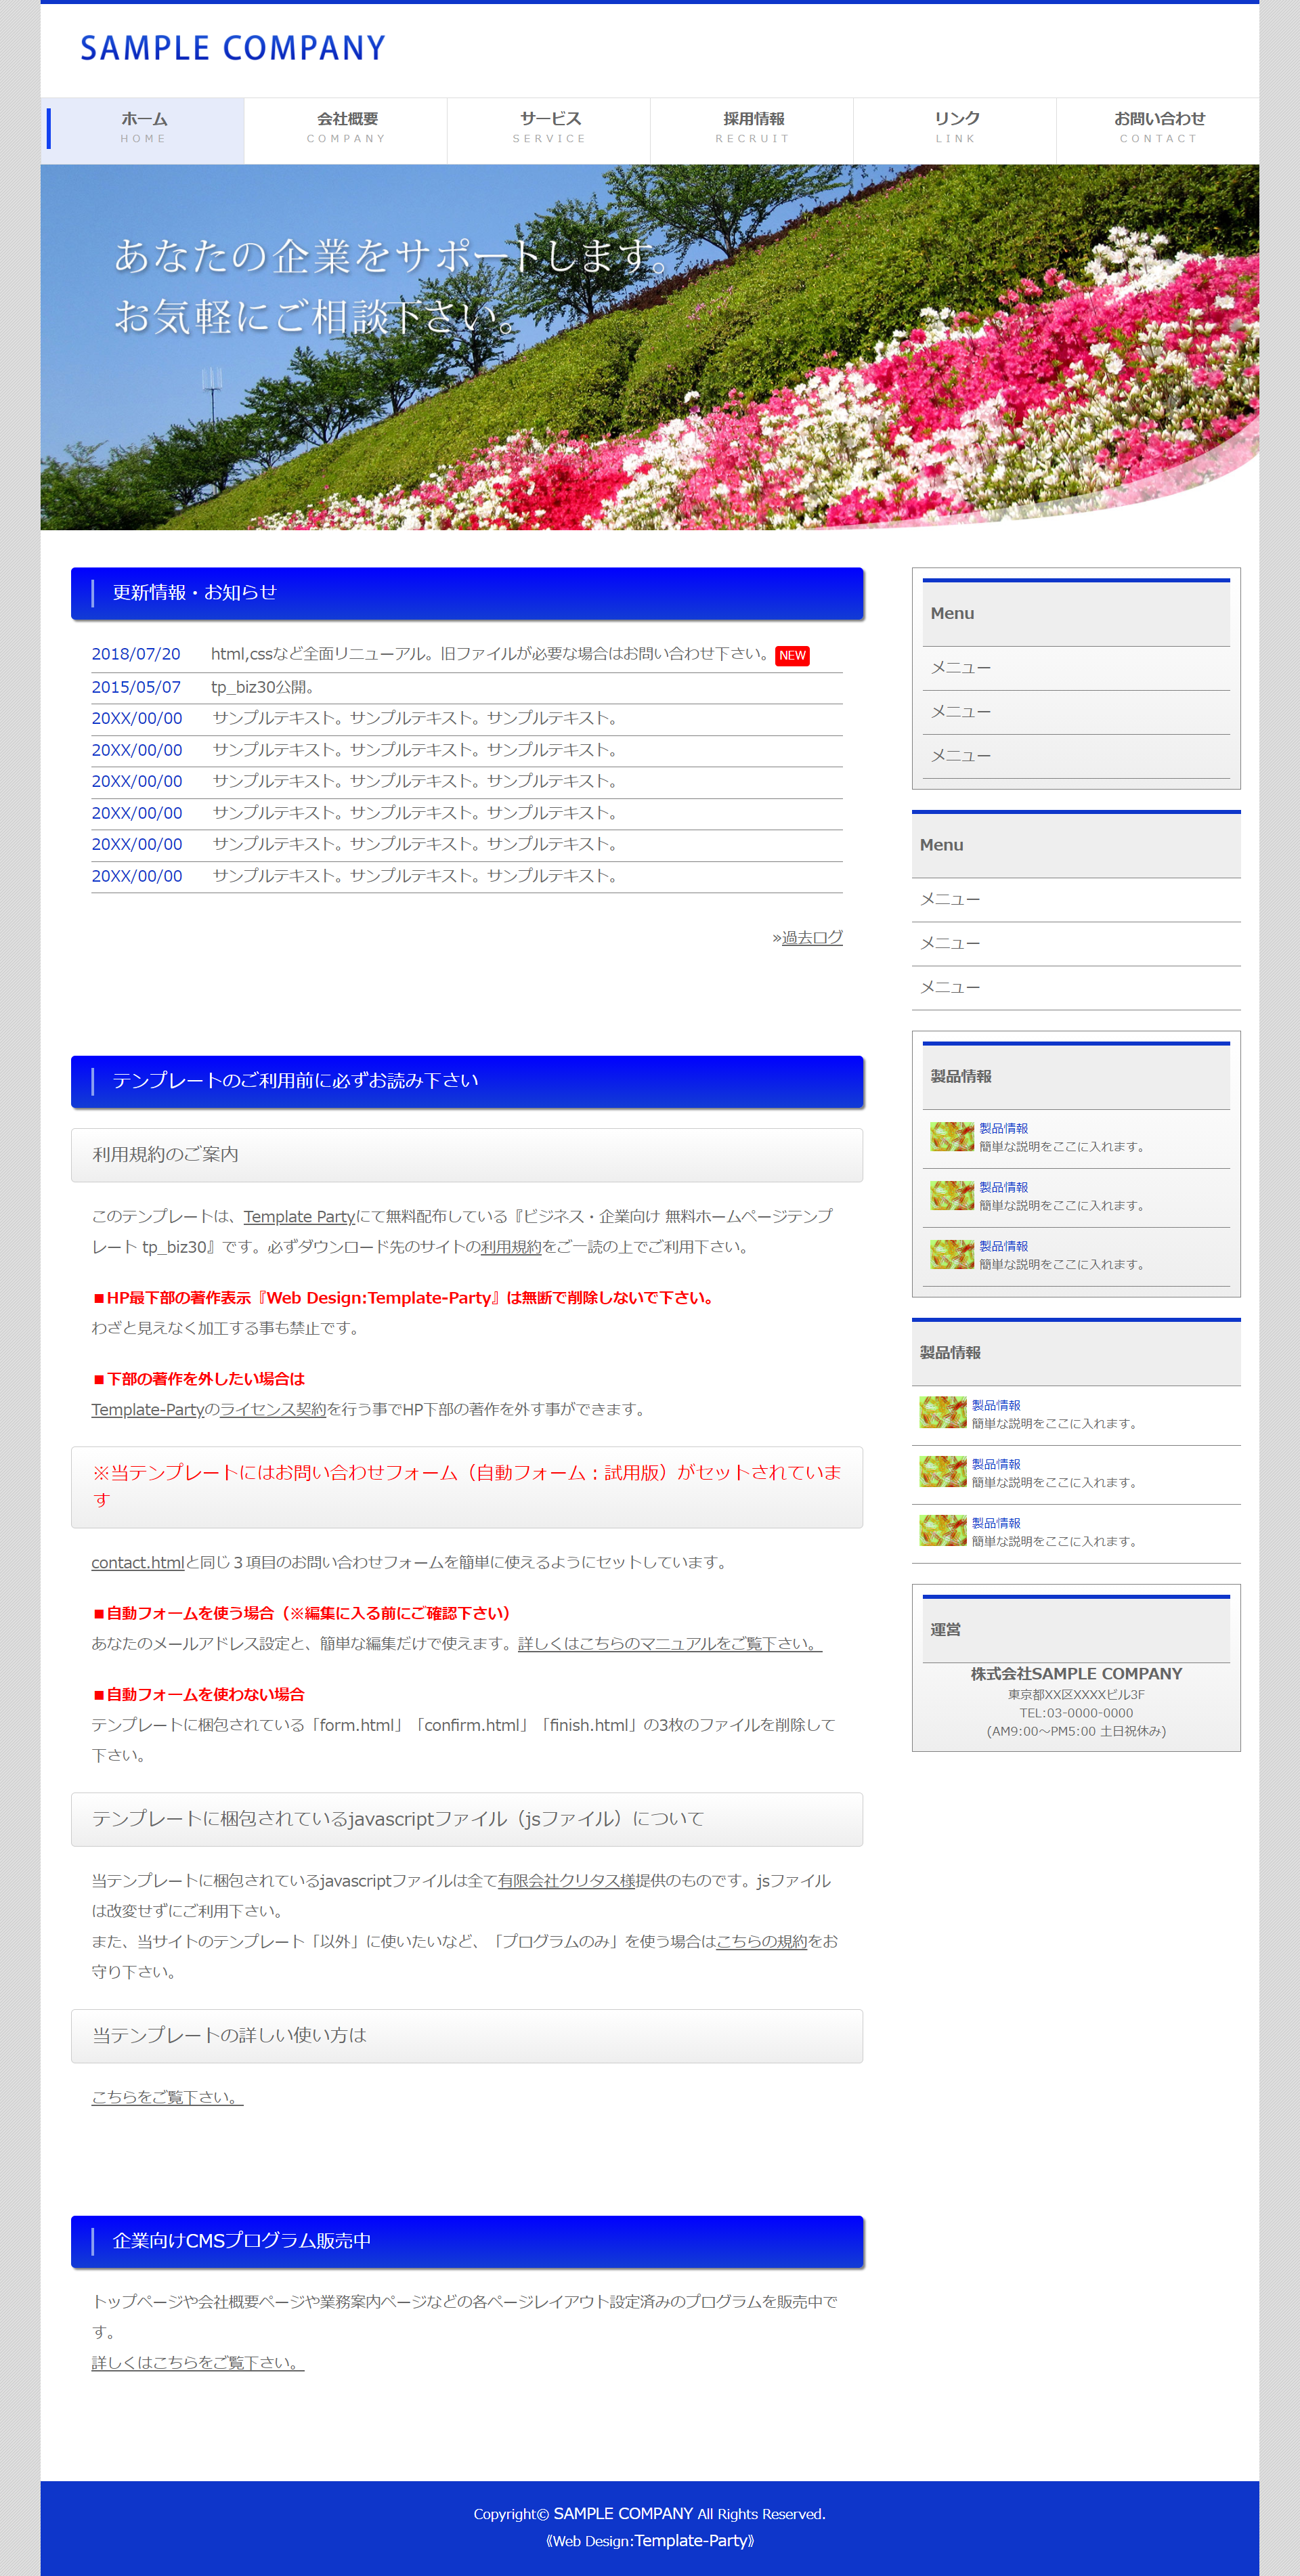 SAMPLE COMPANY
ホーム 会社概要 サービス 採用情報 リンク お問い合わせ
HOME COMPANY SERVICE RECRUIT LINK CONTACT
あなたの企業をサポートします。
お気軽にご相談下さい。
更新情報・お知らせ
2018/07/20 html,cssなど全面リニューアル。旧ファイルが必要な場合はお問い合わせ下さい。NEW
2015/05/07 tp_biz30公開。
20XX/00/00 サンプルテキスト。サンプルテキスト。サンプルテキスト。
20XX/00/00 サンプルテキスト。サンプルテキスト。サンプルテキスト。
20XX/00/00 サンプルテキスト。サンプルテキスト。サンプルテキスト。
20XX/00/00 サンプルテキスト。サンプルテキスト。サンプルテキスト。
20XX/00/00 サンプルテキスト。サンプルテキスト。サンプルテキスト。
20XX/00/00 サンプルテキスト。サンプルテキスト。サンプルテキスト。
»過去ログ
テンプレートのご利用前に必ずお読み下さい
利用規約のご案内
このテンプレートは、Template Partyにて無料配布している『ビジネス・企業向け 無料ホームページテンプ
レート tp_biz30』です。必ずダウンロード先のサイトの利用規約をご一読の上でご利用下さい。
■HP最下部の著作表示『Web Design:Template-Party』は無断で削除しないで下さい。
わざと見えなく加工する事も禁止です。
■下部の著作を外したい場合は
Template-Partyのライセンス契約を行う事でHP下部の著作を外す事ができます。
※当テンプレートにはお問い合わせフォーム（自動フォーム：試用版）がセットされていま
す
contact.htmlと同じ３項目のお問い合わせフォームを簡単に使えるようにセットしています。
■自動フォームを使う場合（※編集に入る前にご確認下さい）
あなたのメールアドレス設定と、簡単な編集だけで使えます。詳しくはこちらのマニュアルをご覧下さい。
■自動フォームを使わない場合
テンプレートに梱包されている「form.html」「confirm.html」「finish.html」の3枚のファイルを削除して
下さい。
テンプレートに梱包されているjavascriptファイル（jsファイル）について
当テンプレートに梱包されているjavascriptファイルは全て有限会社クリタス様提供のものです。jsファイル
は改変せずにご利用下さい。
また、当サイトのテンプレート「以外」に使いたいなど、「プログラムのみ」を使う場合はこちらの規約をお
守り下さい。
当テンプレートの詳しい使い方は
こちらをご覧下さい。
企業向けCMSプログラム販売中
トップページや会社概要ページや業務案内ページなどの各ページレイアウト設定済みのプログラムを販売中で
す。
詳しくはこちらをご覧下さい。
Menu
メニュー
メニュー
メニュー
Menu
メニュー
メニュー
メニュー
製品情報
製品情報
簡単な説明をここに入れます。
製品情報
簡単な説明をここに入れます。
製品情報
簡単な説明をここに入れます。
製品情報
製品情報
簡単な説明をここに入れます。
製品情報
簡単な説明をここに入れます。
製品情報
簡単な説明をここに入れます。
運営
株式会社SAMPLE COMPANY
東京都XX区XXXXビル3F
TEL:03-0000-0000
(AM9:00～PM5:00 土日祝休み)
Copyright© SAMPLE COMPANY All Rights Reserved.
《Web Design:Template-Party》